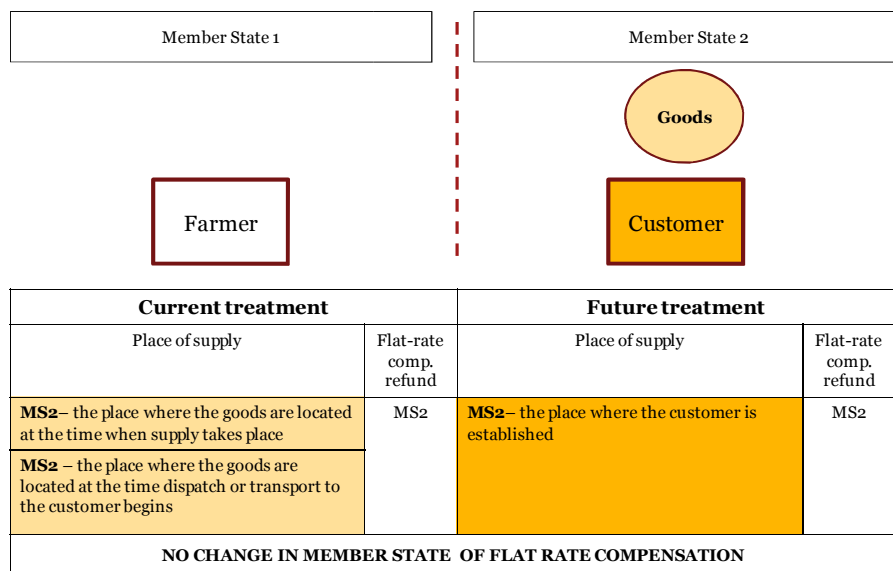 Member State 1
Member State 2
Goods
Farmer
Customer
Current treatment
Future treatment
Place of supply
Flat-rate
comp.
refund
Place of supply
Flat-rate
comp.
refund
MS2– the place where the goods are located
at the time when supply takes place
MS2
MS2– the place where the customer is
established
MS2
MS2 – the place where the goods are
located at the time dispatch or transport to
the customer begins
NO CHANGE IN MEMBER STATE OF FLAT RATE COMPENSATION